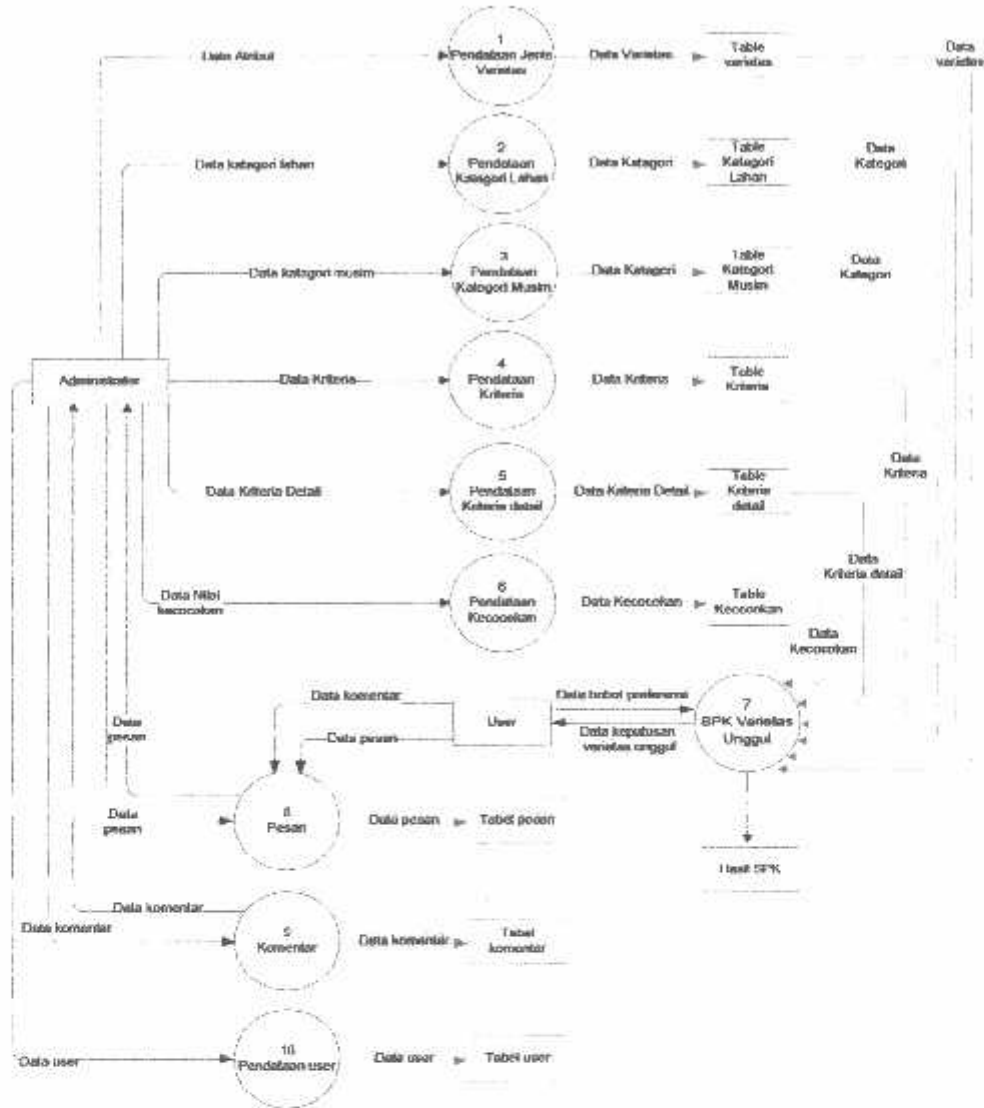 1
Pendataan Jenis
Varietas
Data Atribut
Data Varietas
Table
varietas
Data
varietas
2
Pendataan
Kategori Lahan
Data kategori lahan
Data Katagori
Table
Katagori
Lahan
Data
Kategori
3
Pendataan
Kategori Musim
Data katagori musim
Data Katagori
Table
Kategori
Musim
Data
Kategori
Administrator
4
Pendataan
Kriteria
Data Kriteria
Data Kriteria
Table
Kriteria
Data
Kriteria
5
Pendataan
Kriteria detail
Data Kriteria Detail
Data Kriteria Detail
Table
Kriteria
detail
Data
Kriteria detail
6
Pendataan
Kecocokan
Data Nilai
kecocokan
Data Kecocokan
Table
Kecocokan
Data
Kecocokan
Data komentar
Data pesan
User
Data bobot preferensi
Data keputusan
varietas unggul
7
SPK Varietas
Unggul
Hasil SPK
Data
pesan
Data
pesan
8
Pesan
Data pesan
Tabel pesan
Data komentar
Data komentar
9
Komentar
Data komentar
Tabel
komentar
Data user
10
Pendataan user
Data user
Tabel user